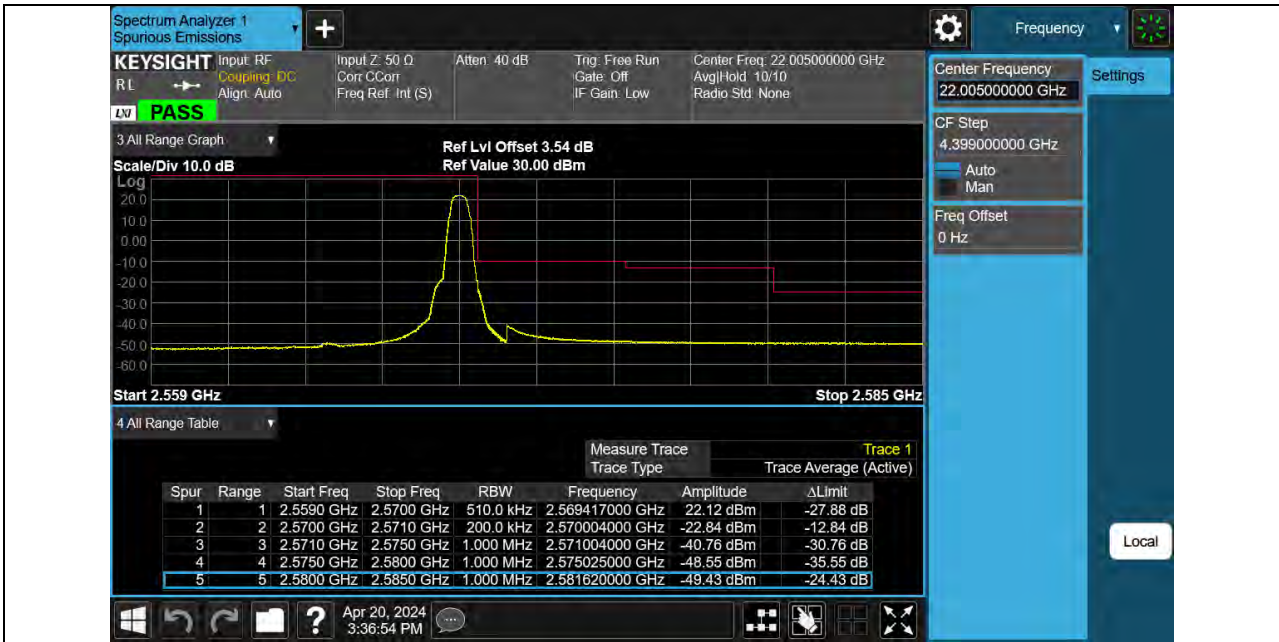 Spectrum Analyzer 1
Spurious Emissions
Frequency
KEYSIGHT
RL
LXI PASS
Input: RF
Coupling: DC
Align: Auto
Input Z: 50 Ω
Corr CCorr
Freq Ref: Int (S)
Atten: 40 dB
Trig: Free Run
Gate: Off
IF Gain: Low
Center Freq: 22.005000000 GHz
Avg|Hold: 10/10
Radio Std: None
Center Frequency
22.005000000 GHz
Settings
CF Step
4.399000000 GHz
Auto
Man
Freq Offset
0 Hz
Local
3 All Range Graph
Scale/Div 10.0 dB
Ref Lvl Offset 3.54 dB
Ref Value 30.00 dBm
Log
20.0
10.0
0.00
-10.0
-20.0
-30.0
-40.0
-50.0
-60.0
Start 2.559 GHz
Stop 2.585 GHz
4 All Range Table
Measure Trace Trace 1
Trace Type Trace Average (Active)
Spur Range Start Freq Stop Freq RBW Frequency Amplitude ΔLimit
1 1 2.5590 GHz 2.5700 GHz 510.0 kHz 2.569417000 GHz 22.12 dBm -27.88 dB
2 2 2.5700 GHz 2.5710 GHz 200.0 kHz 2.570004000 GHz -22.84 dBm -12.84 dB
3 3 2.5710 GHz 2.5750 GHz 1.000 MHz 2.571004000 GHz -40.76 dBm -30.76 dB
4 4 2.5750 GHz 2.5800 GHz 1.000 MHz 2.575025000 GHz -48.55 dBm -35.55 dB
5 5 2.5800 GHz 2.5850 GHz 1.000 MHz 2.581620000 GHz -49.43 dBm -24.43 dB
Apr 20, 2024
3:36:54 PM